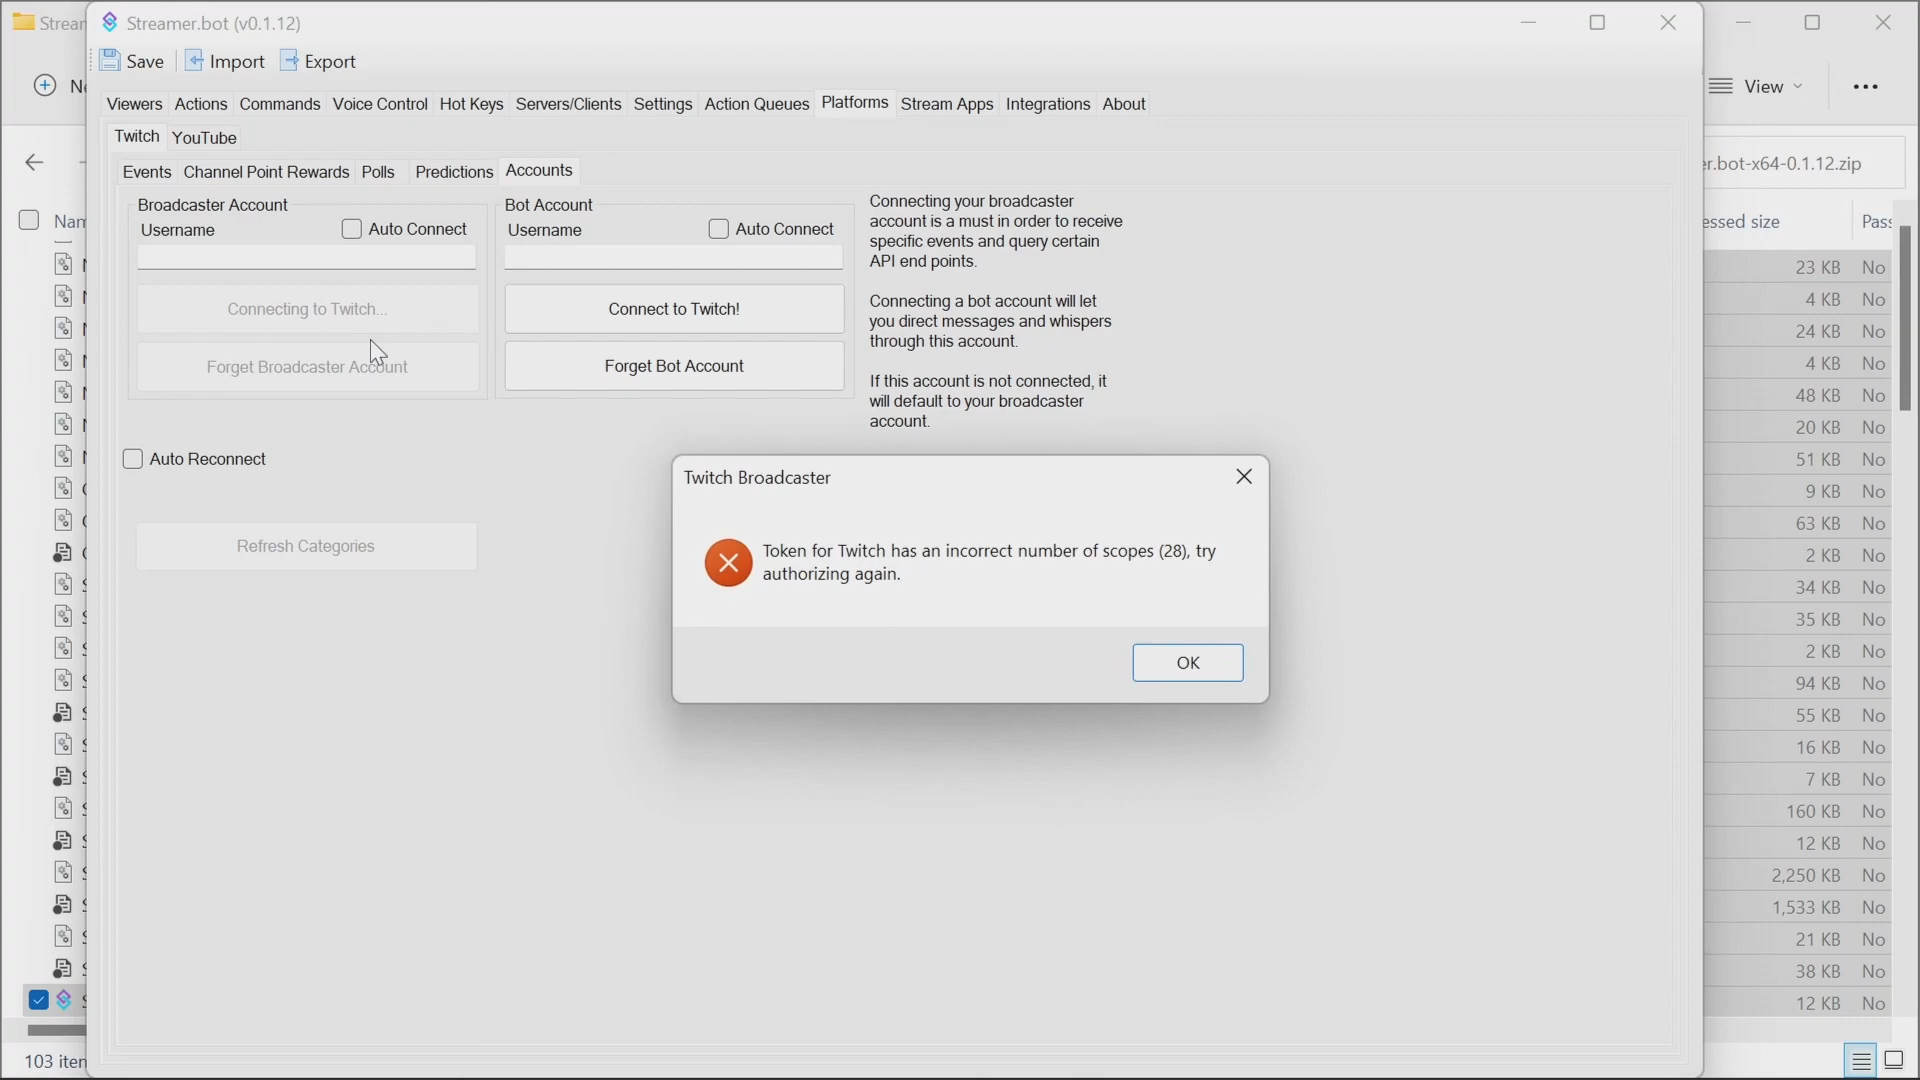 Strean
Streamer.bot (v0.1.12)
Save
Import
Export
View
Viewers
Actions
Commands
Voice Control
Hot Keys
Servers/Clients
Settings
Action Queues
Platforms
Stream Apps
Integrations
About
Twitch
YouTube
Events
Channel Point Rewards
Polls
Predictions
Accounts
r.bot-x64-0.1.12.zip
Broadcaster Account
Username
Auto Connect
Connecting to Twitch...
Forget Broadcaster Account
Bot Account
Username
Auto Connect
Connect to Twitch!
Forget Bot Account
Connecting your broadcaster
account is a must in order to receive
specific events and query certain
API end points.
Connecting a bot account will let
you direct messages and whispers
through this account.
If this account is not connected, it
will default to your broadcaster
account.
Auto Reconnect
Refresh Categories
Twitch Broadcaster
Token for Twitch has an incorrect number of scopes (28), try
authorizing again.
OK
essed size
23 KB No
4 KB No
24 KB No
4 KB No
48 KB No
20 KB No
51 KB No
9 KB No
63 KB No
2 KB No
34 KB No
35 KB No
2 KB No
94 KB No
55 KB No
16 KB No
7 KB No
160 KB No
12 KB No
2,250 KB No
1,533 KB No
21 KB No
38 KB No
12 KB No
103 iten